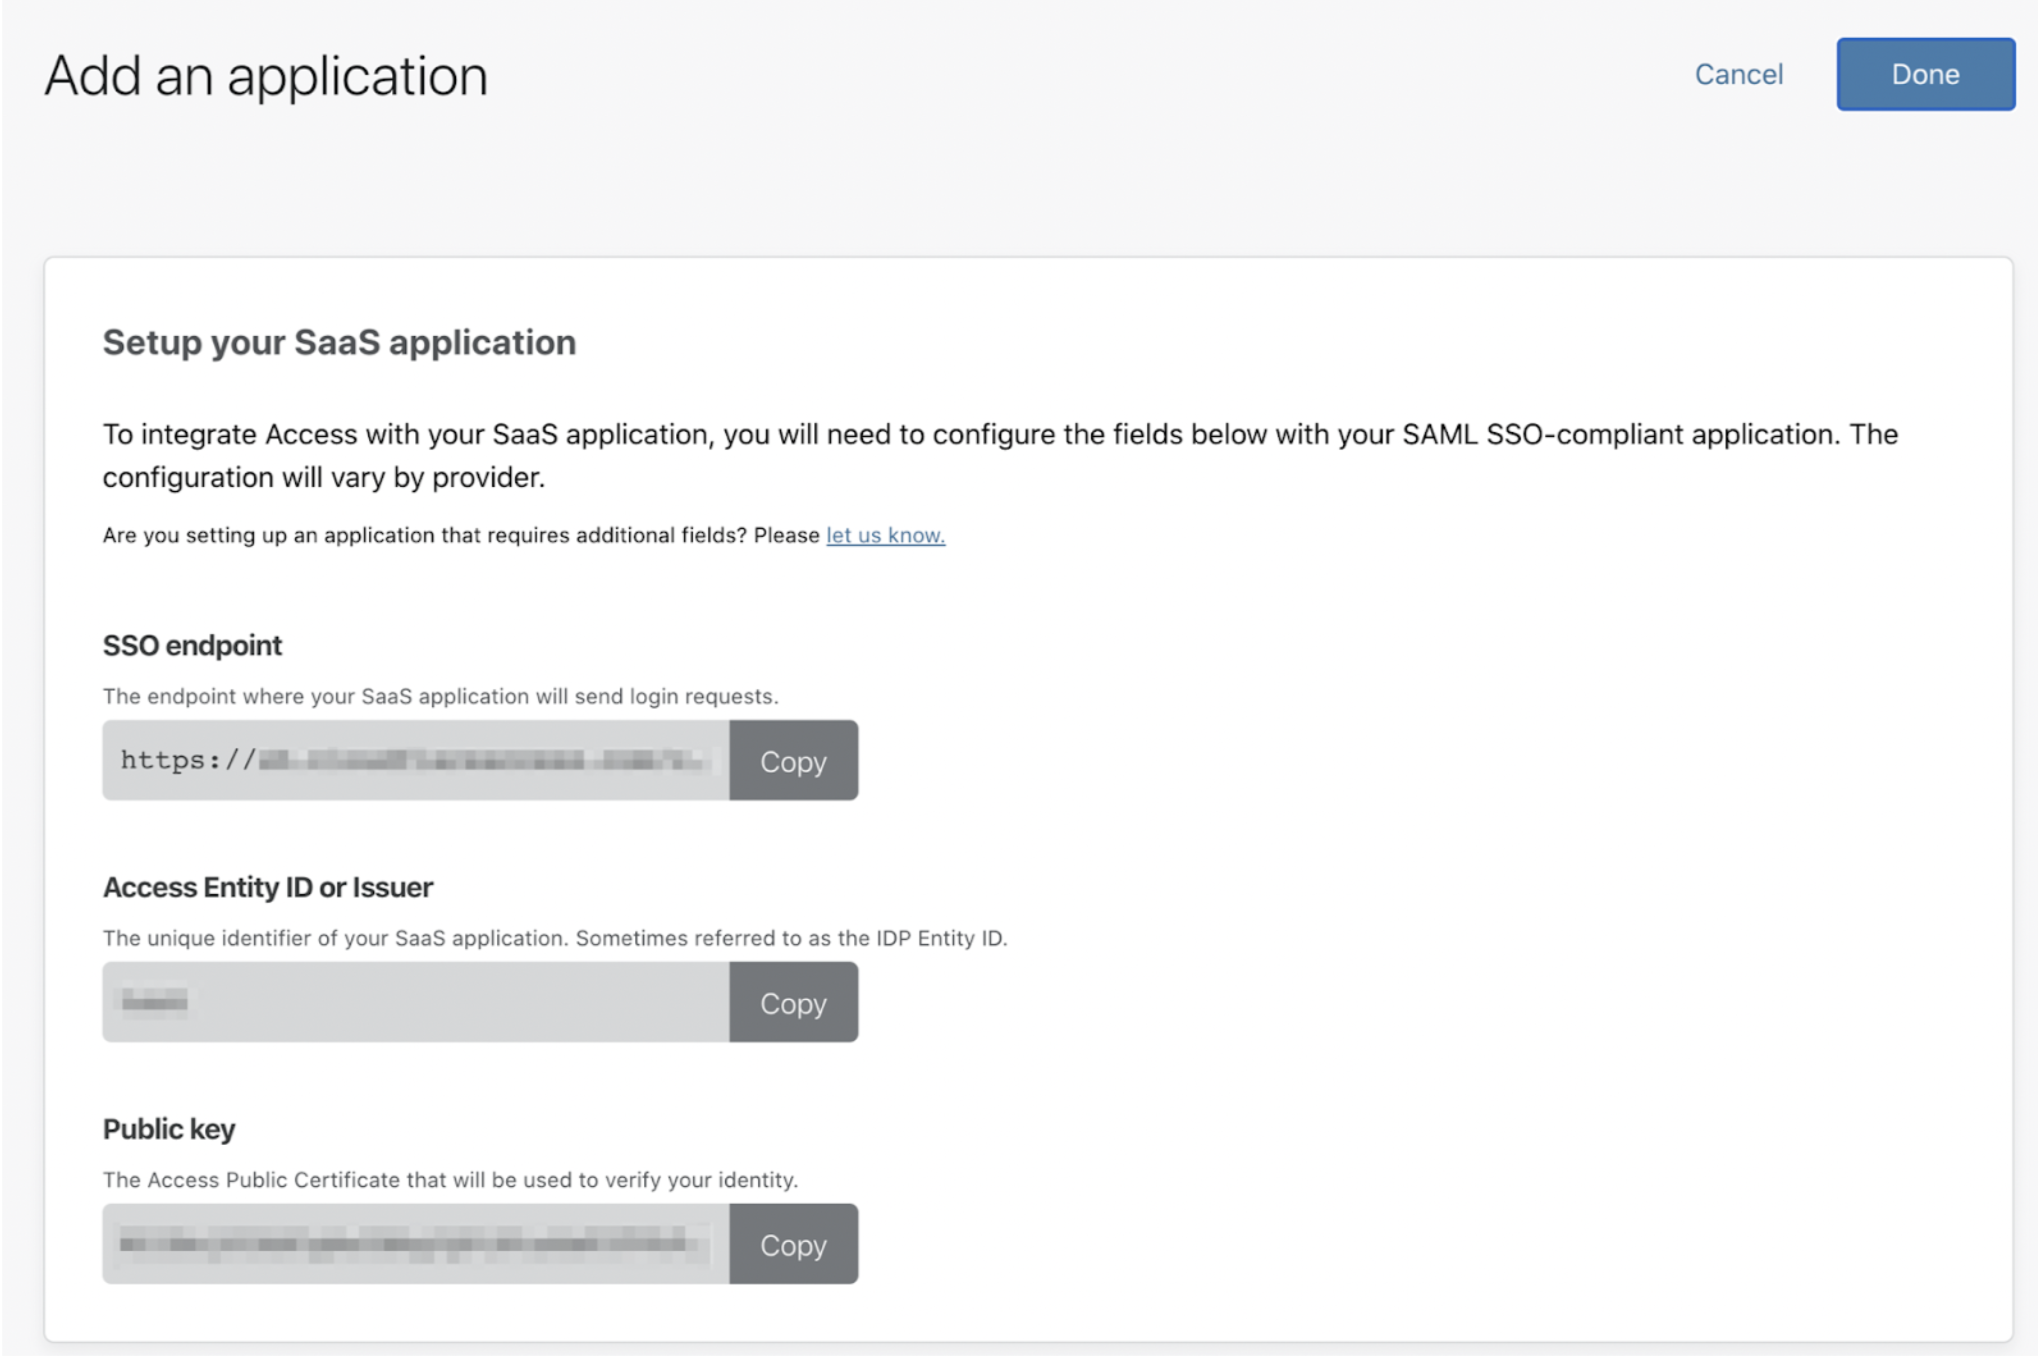 Add an application
Cancel
Done
Setup your SaaS application
To integrate Access with your SaaS application, you will need to configure the fields below with your SAML SSO-compliant application. The
configuration will vary by provider.
Are you setting up an application that requires additional fields? Please let us know.
SSO endpoint
The endpoint where your SaaS application will send login requests.
https://
Copy
Access Entity ID or Issuer
The unique identifier of your SaaS application. Sometimes referred to as the IDP Entity ID.
Copy
Public key
The Access Public Certificate that will be used to verify your identity.
Copy